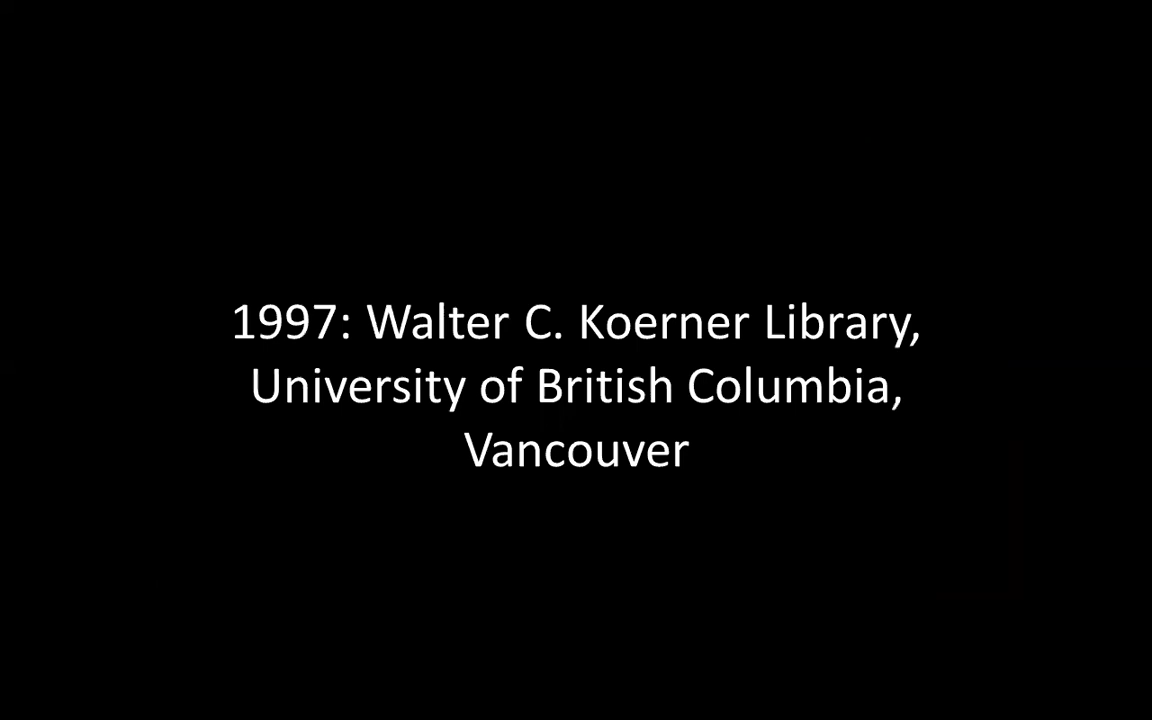 1997: Walter C. Koerner Library,
University of British Columbia,
Vancouver